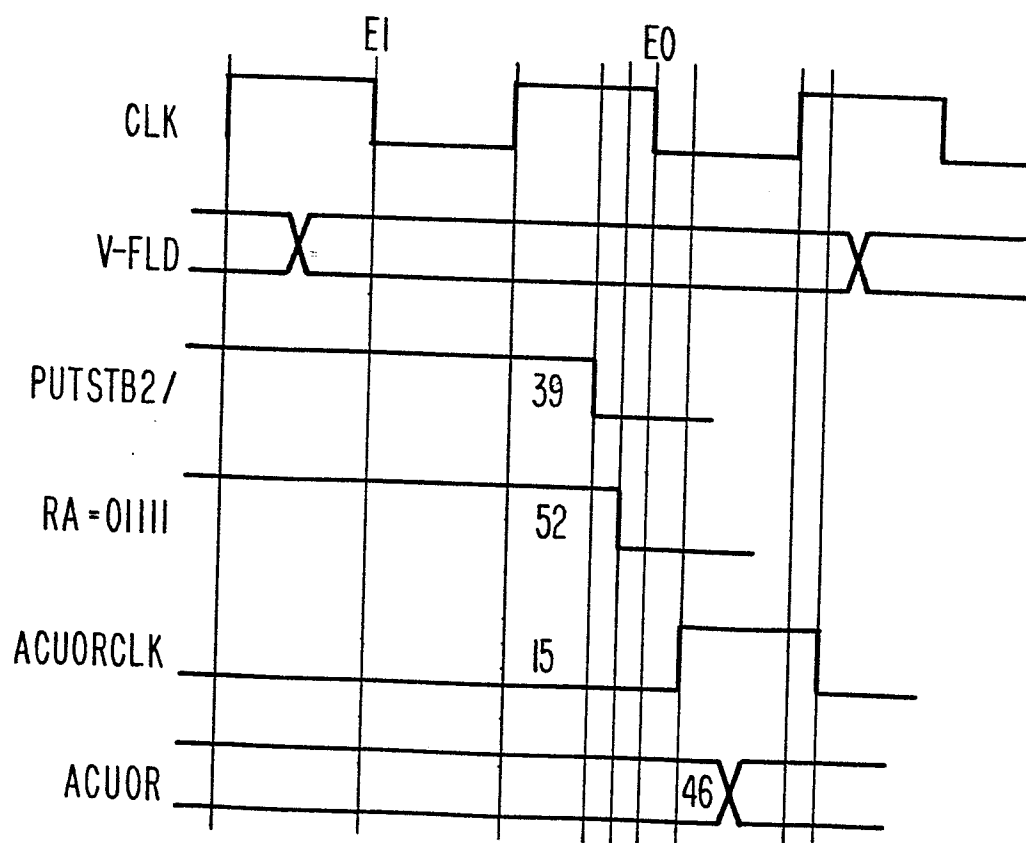 E1
E0
CLK
V-FLD
PUTSTB2/
39
RA=01111
52
ACUORCLK
15
ACUOR
46